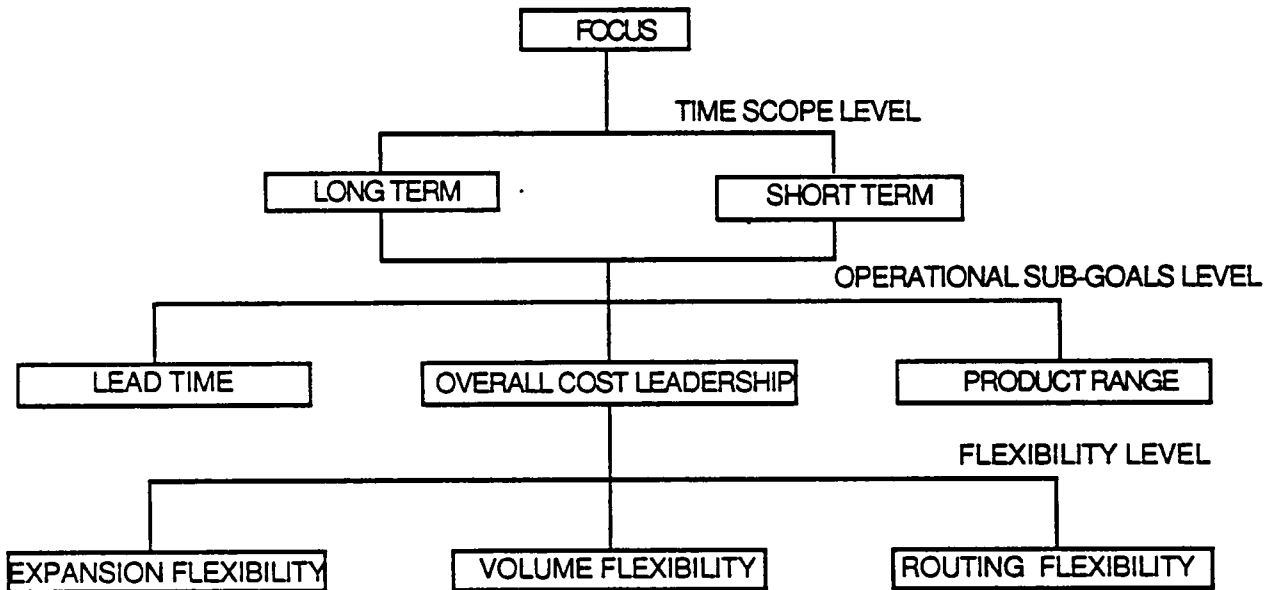 FOCUS
TIME SCOPE LEVEL
LONG TERM
SHORT TERM
OPERATIONAL SUB-GOALS LEVEL
LEAD TIME
OVERALL COST LEADERSHIP
PRODUCT RANGE
FLEXIBILITY LEVEL
EXPANSION FLEXIBILITY
VOLUME FLEXIBILITY
ROUTING FLEXIBILITY